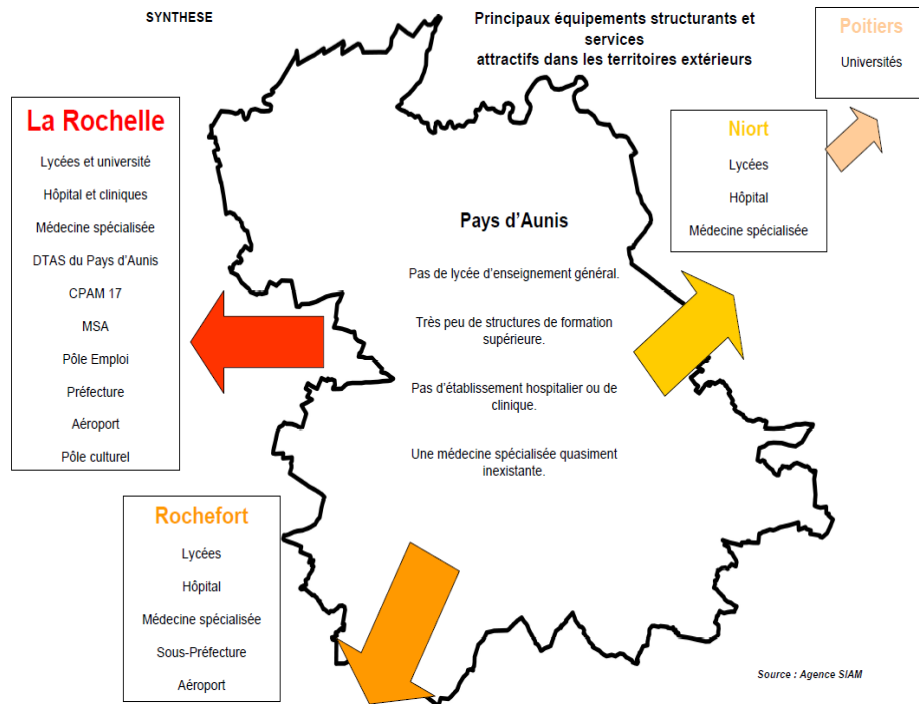 SYNTHESE
Principaux équipements structurants et
services
attractifs dans les territoires extérieurs
Poitiers
Universités
La Rochelle
Lycées et université
Hôpital et cliniques
Médecine spécialisée
DTAS du Pays d'Aunis
CPAM 17
MSA
Pôle Emploi
Préfecture
Aéroport
Pôle culturel
Niort
Lycées
Hôpital
Médecine spécialisée
Pays d'Aunis
Pas de lycée d'enseignement général.
Très peu de structures de formation
supérieure.
Pas d'établissement hospitalier ou de
clinique.
Une médecine spécialisée quasiment
inexistante.
Rochefort
Lycées
Hôpital
Médecine spécialisée
Sous-Préfecture
Aéroport
Source : Agence SIAM